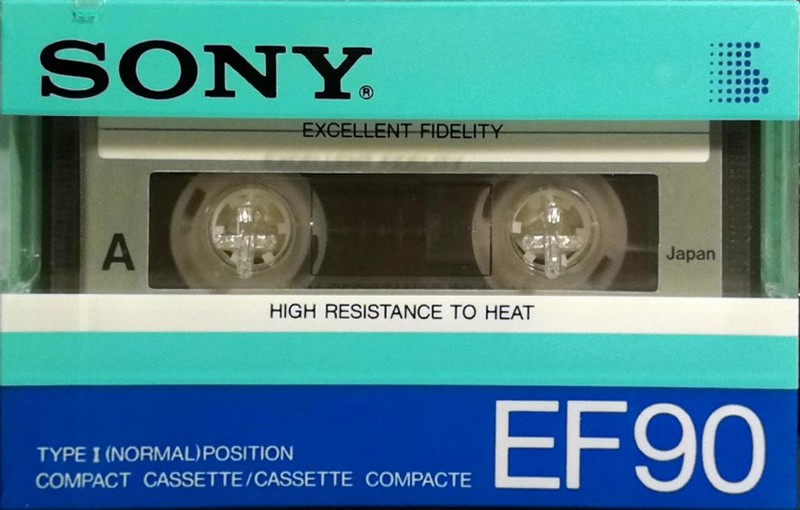 SONY®
EXCELLENT FIDELITY
A
Japan
HIGH RESISTANCE TO HEAT
EF90
TYPE I (NORMAL) POSITION
COMPACT CASSETTE/CASSETTE COMPACTE